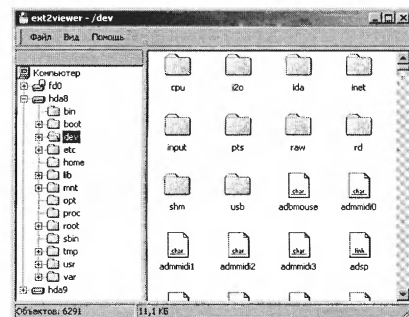 ext2viewer - /dev
Файл Вид Помощь
Компьютер
fd0
hda8
bin
boot
dev
etc
home
lib
mnt
opt
proc
root
sbin
tmp
usr
var
hda9
cpu i2o ida inet
input pts raw rd
shm usb adbmouse admmidi0
char char
admmidi1 admmidi2 admmidi3 adsp
char char char link
Объектов: 6291 11,1 КБ